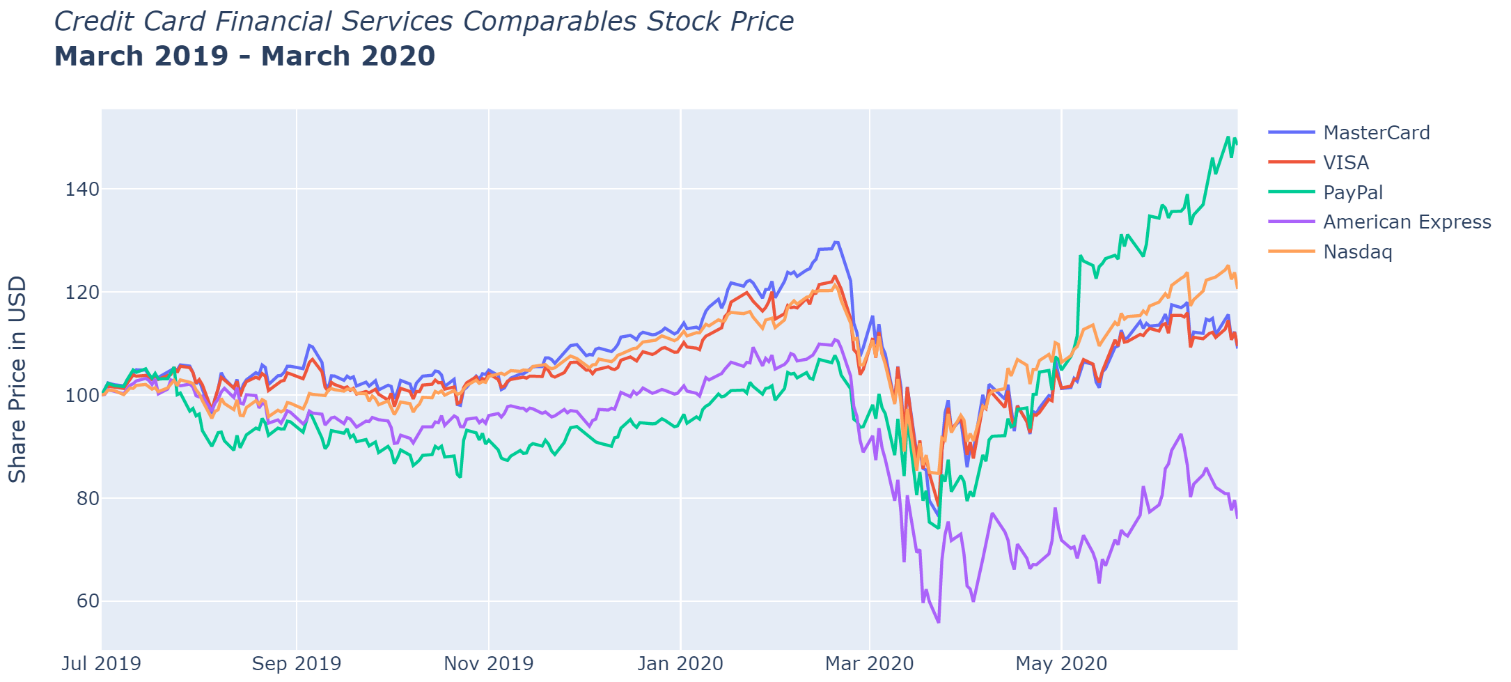 Credit Card Financial Services Comparables Stock Price
March 2019 - March 2020
MasterCard
VISA
PayPal
American Express
Nasdaq
Share Price in USD
140
120
100
80
60
Jul 2019 Sep 2019 Nov 2019 Jan 2020 Mar 2020 May 2020